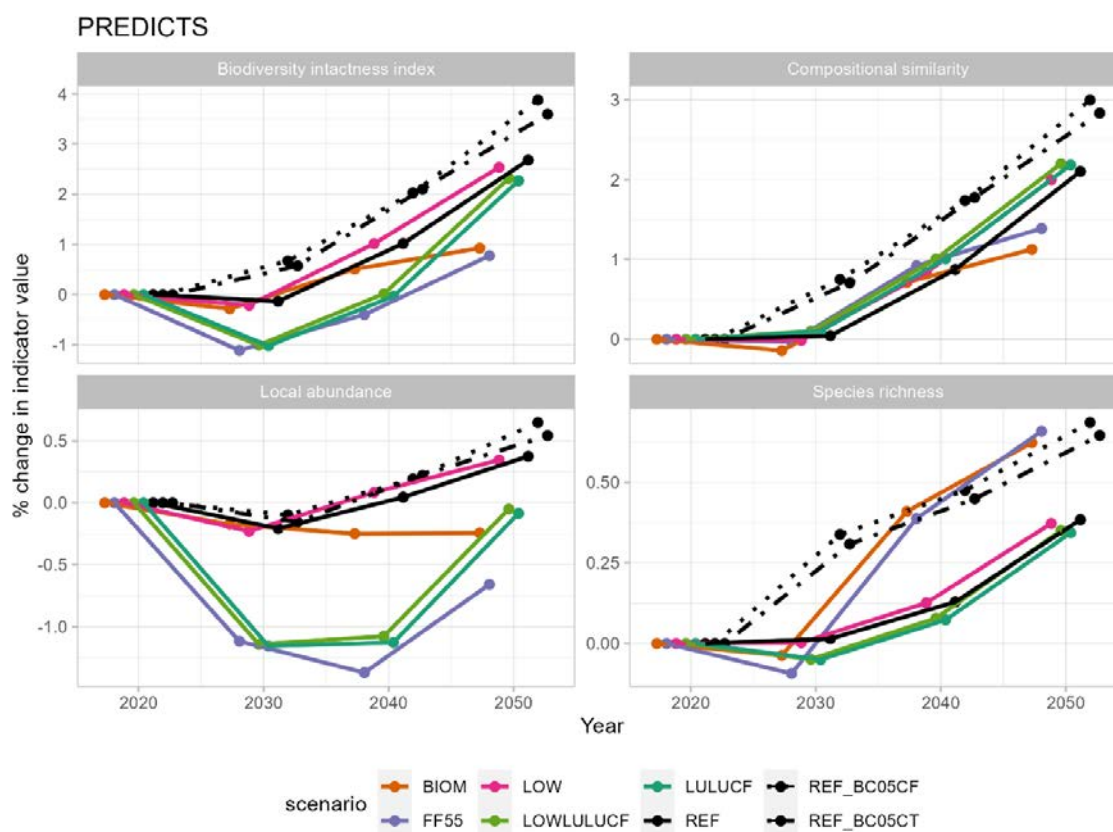 PREDICTS
Biodiversity intactness index
Compositional similarity
4
3
2
1
0
-1
3
2
1
0
Local abundance
Species richness
0.5
0.0
-0.5
-1.0
0.50
0.25
0.00
% change in indicator value
2020 2030 2040 2050
2020 2030 2040 2050
Year
scenario
BIOM LOW LULUCF REF_BC05CF
FF55 LOWLULUCF REF REF_BC05CT